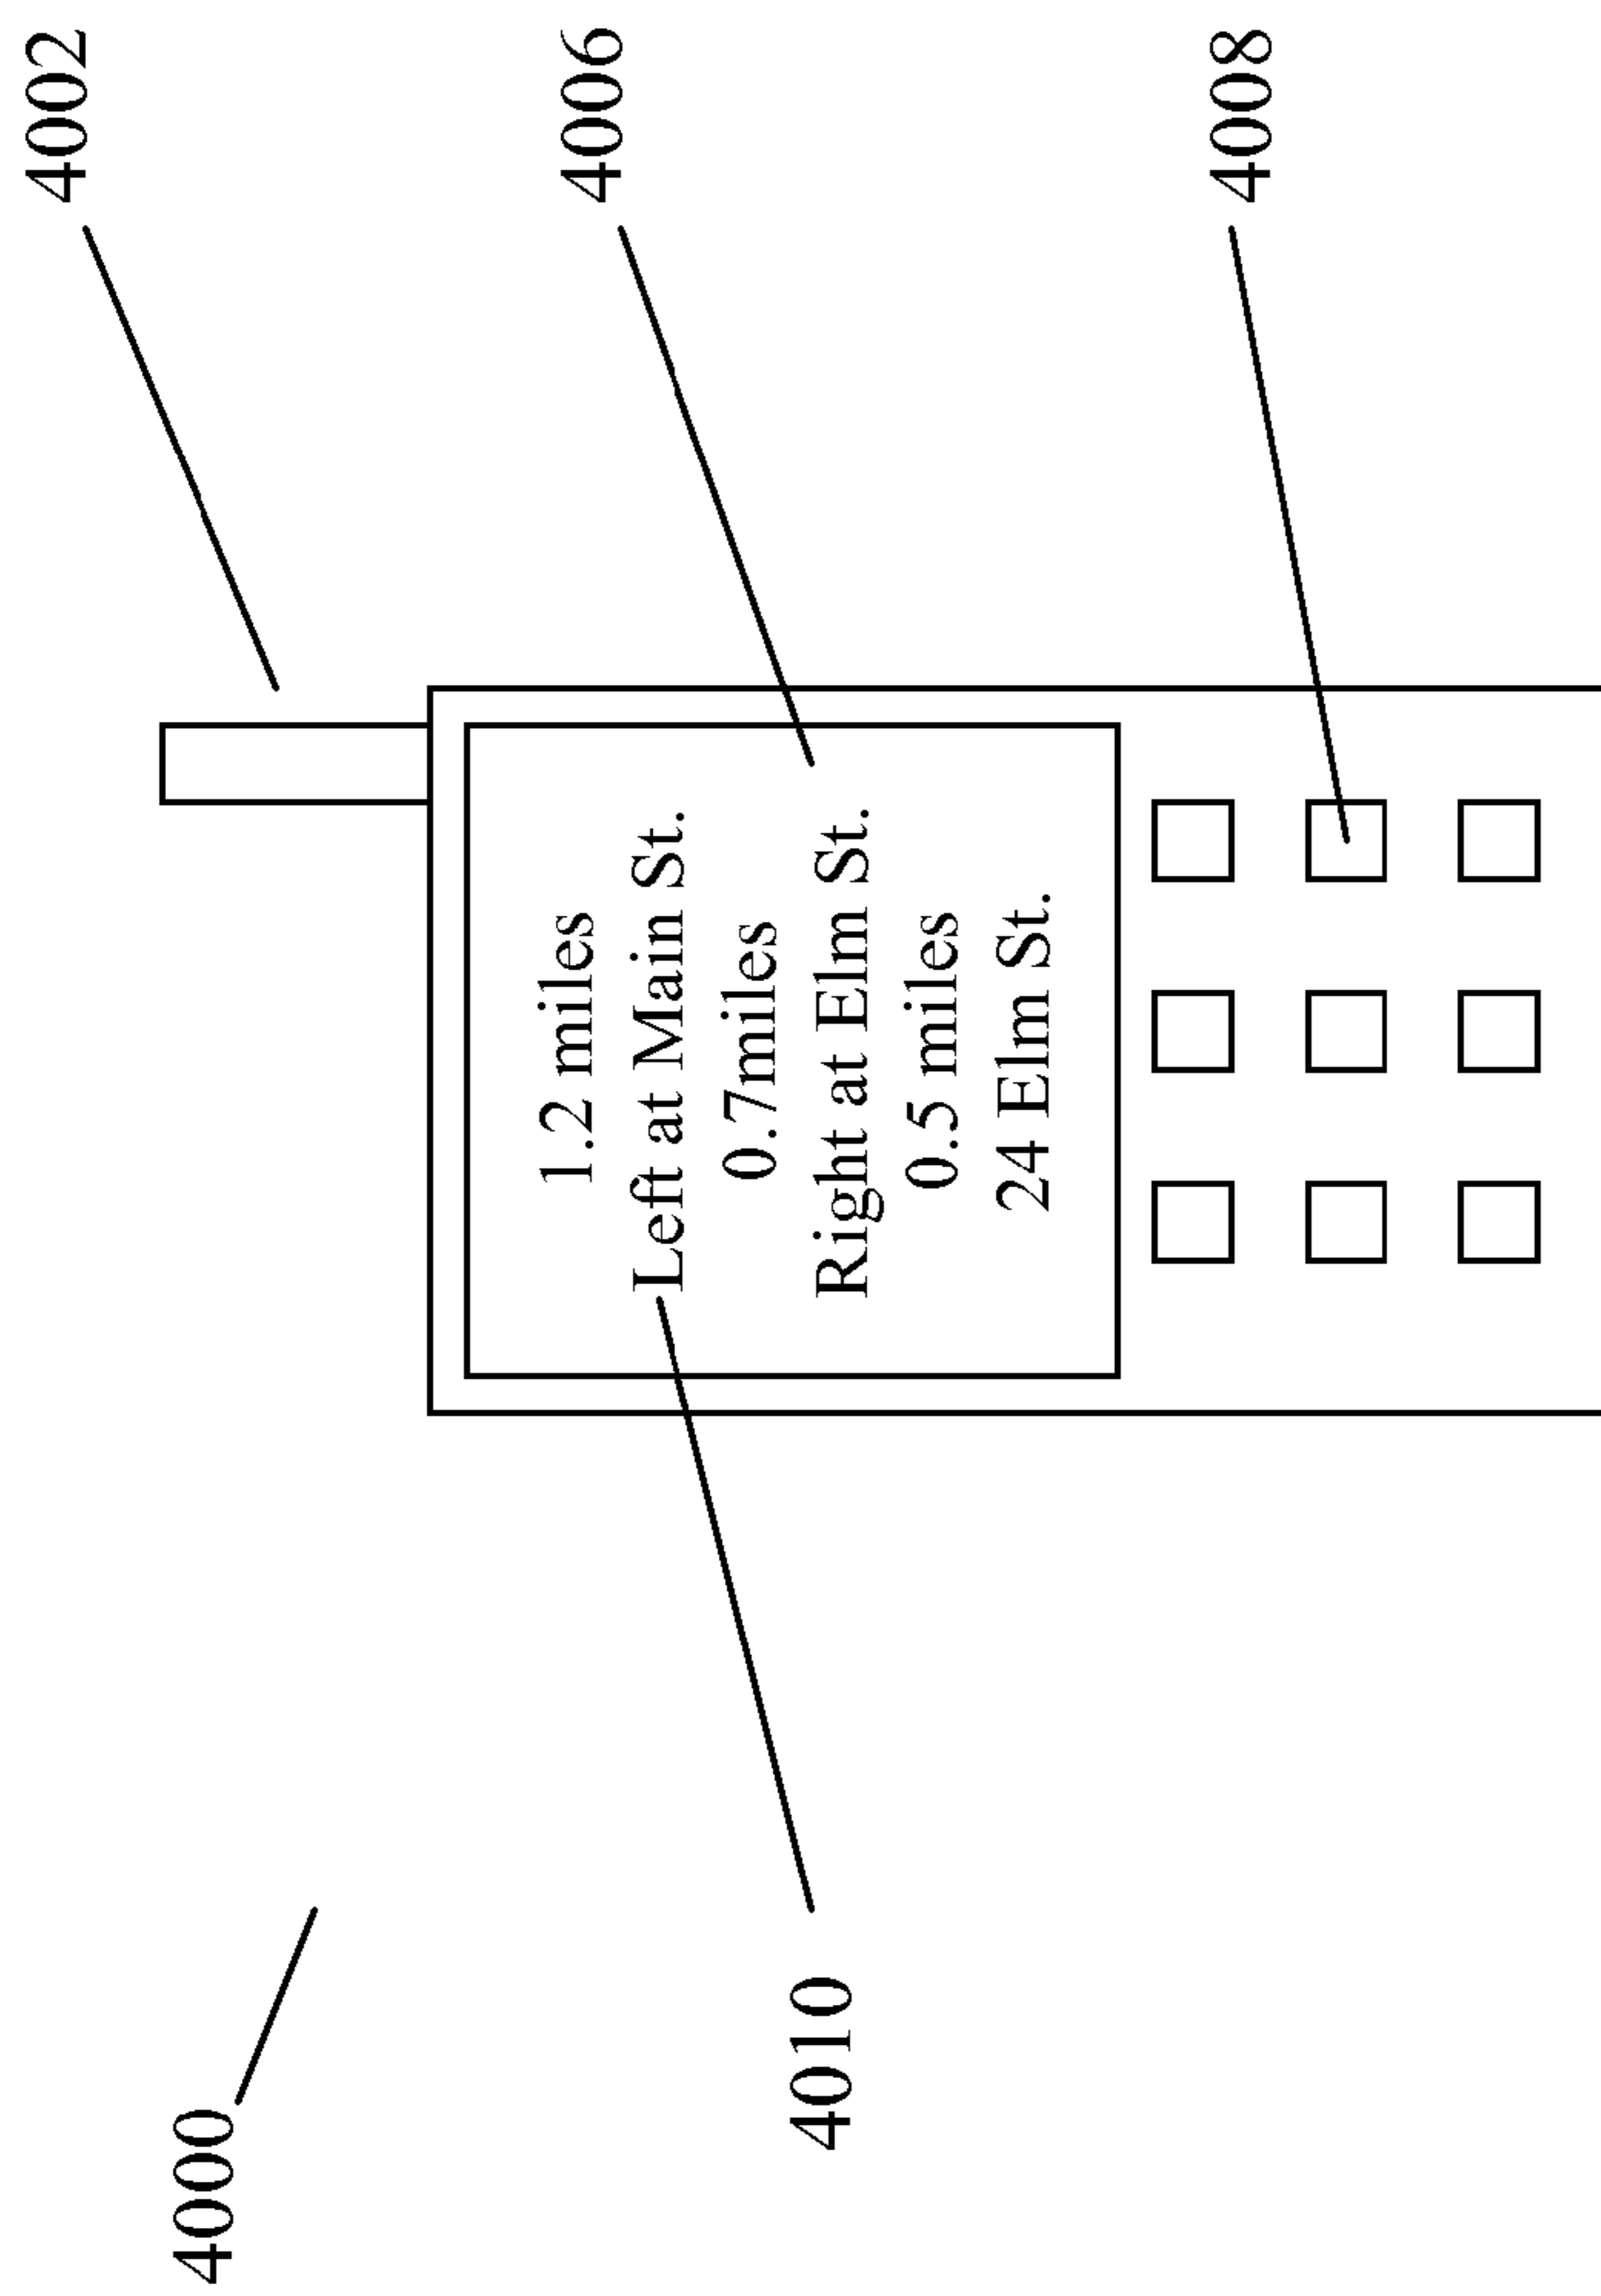 4002
4006
4008
1.2 miles
Left at Main St.
0.7miles
Right at Elm St.
0.5 miles
24 Elm St.
4000
4010